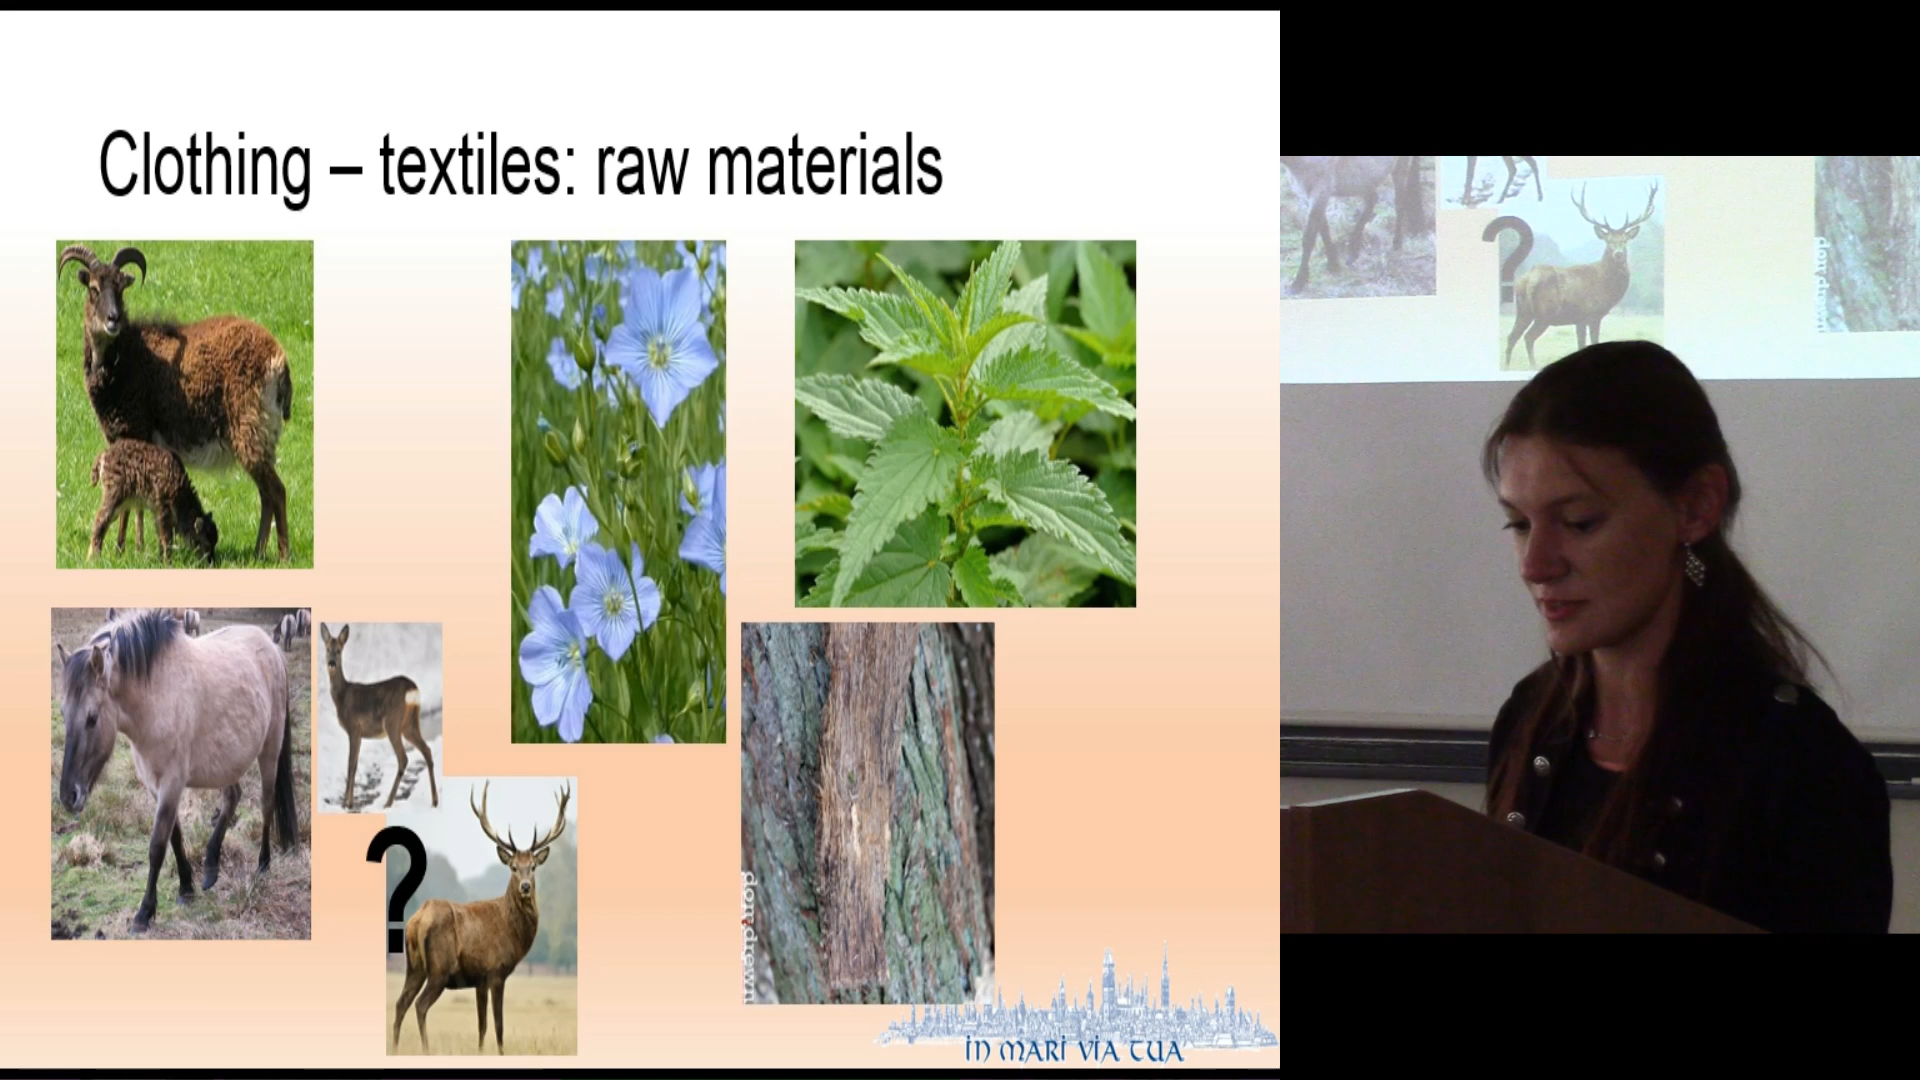 Clothing – textiles: raw materials
?
?
IN MARI VIA TUA